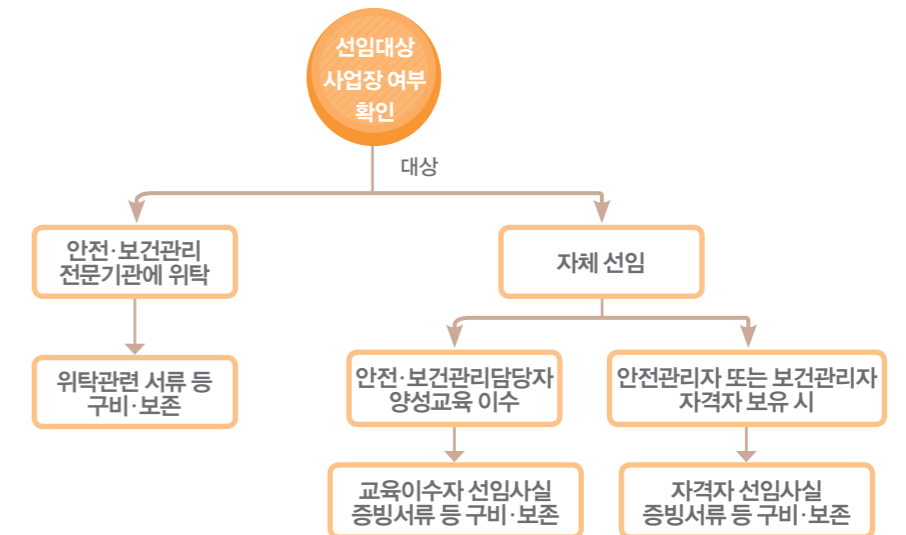 선임대상
사업장 여부
확인
대상
안전·보건관리
전문기관에 위탁
자체 선임
위탁관련 서류 등
구비·보존
안전·보건관리담당자
양성교육 이수
안전관리자 또는 보건관리자
자격자 보유 시
교육이수자 선임사실
증빙서류 등 구비·보존
자격자 선임사실
증빙서류 등 구비·보존